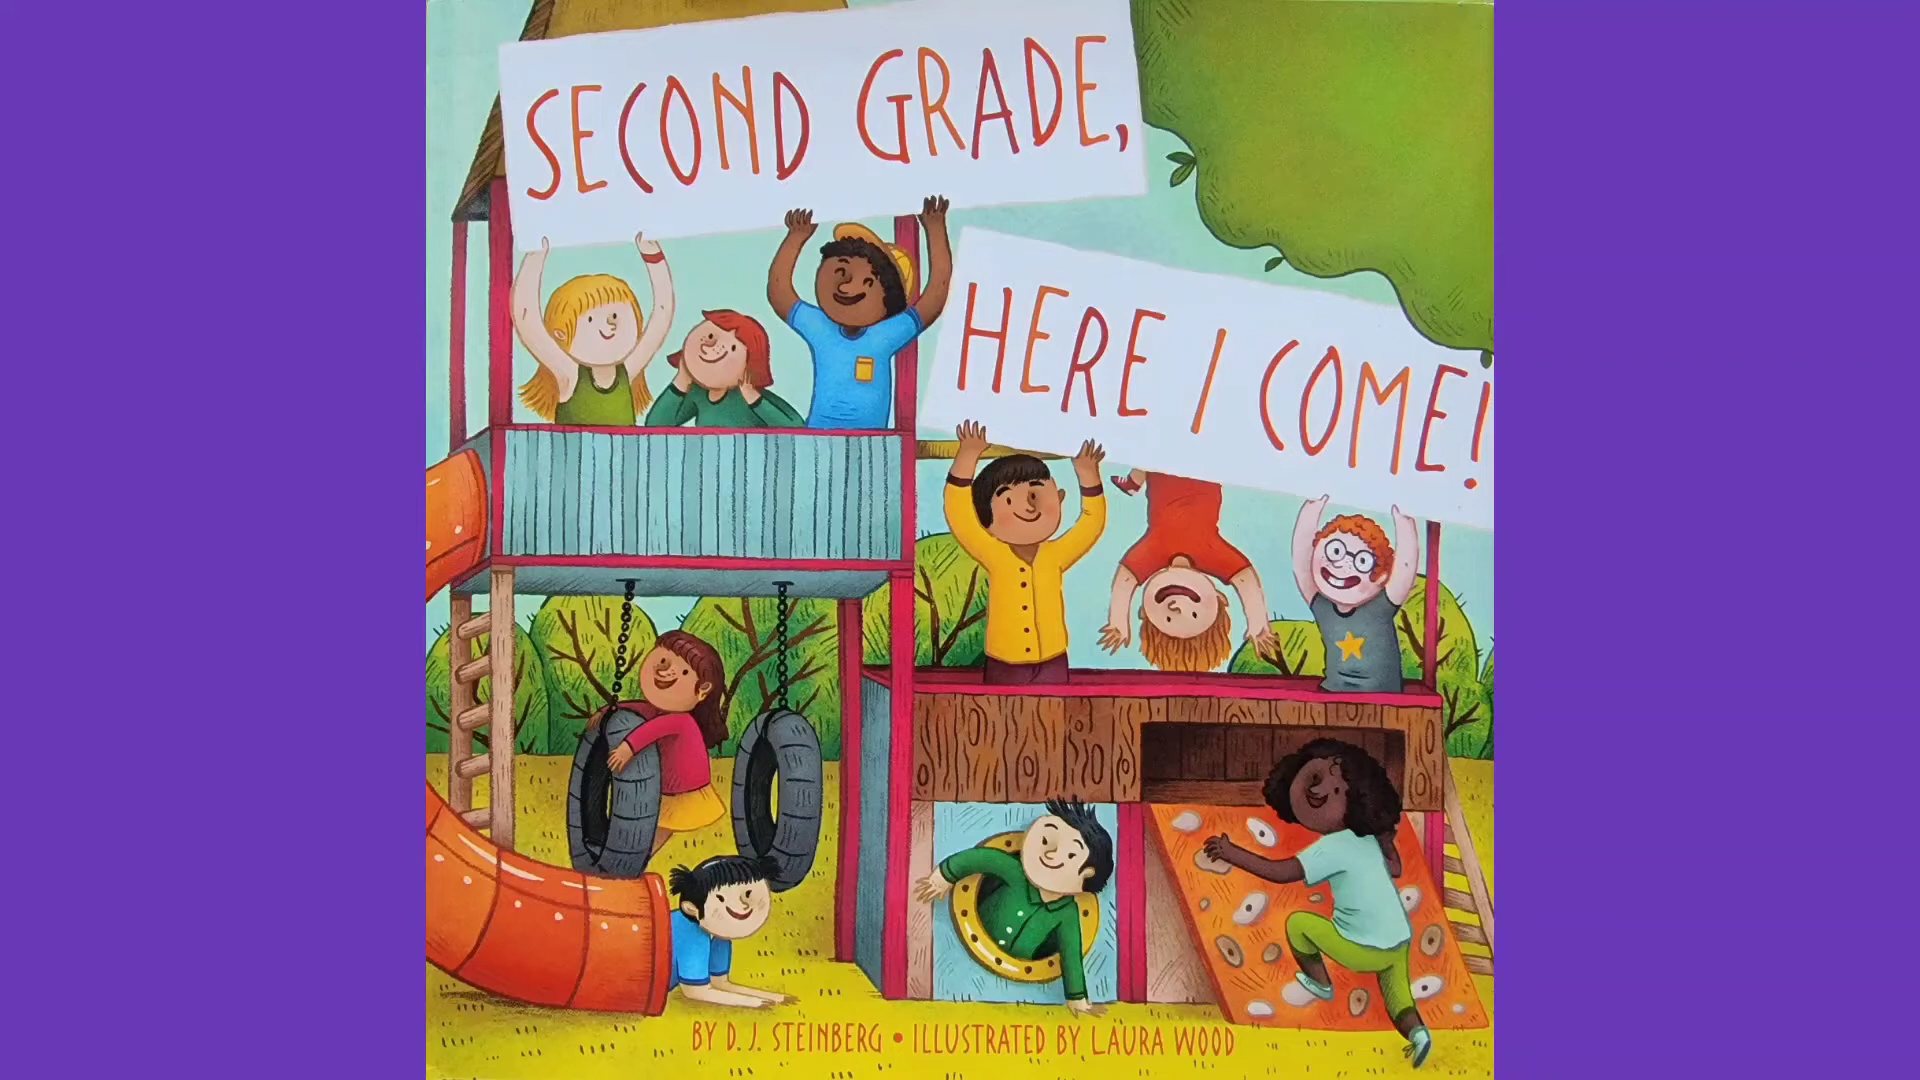 SECOND GRADE,
HERE I COME!
BY D. J. STEINBERG • ILLUSTRATED BY LAURA WOOD